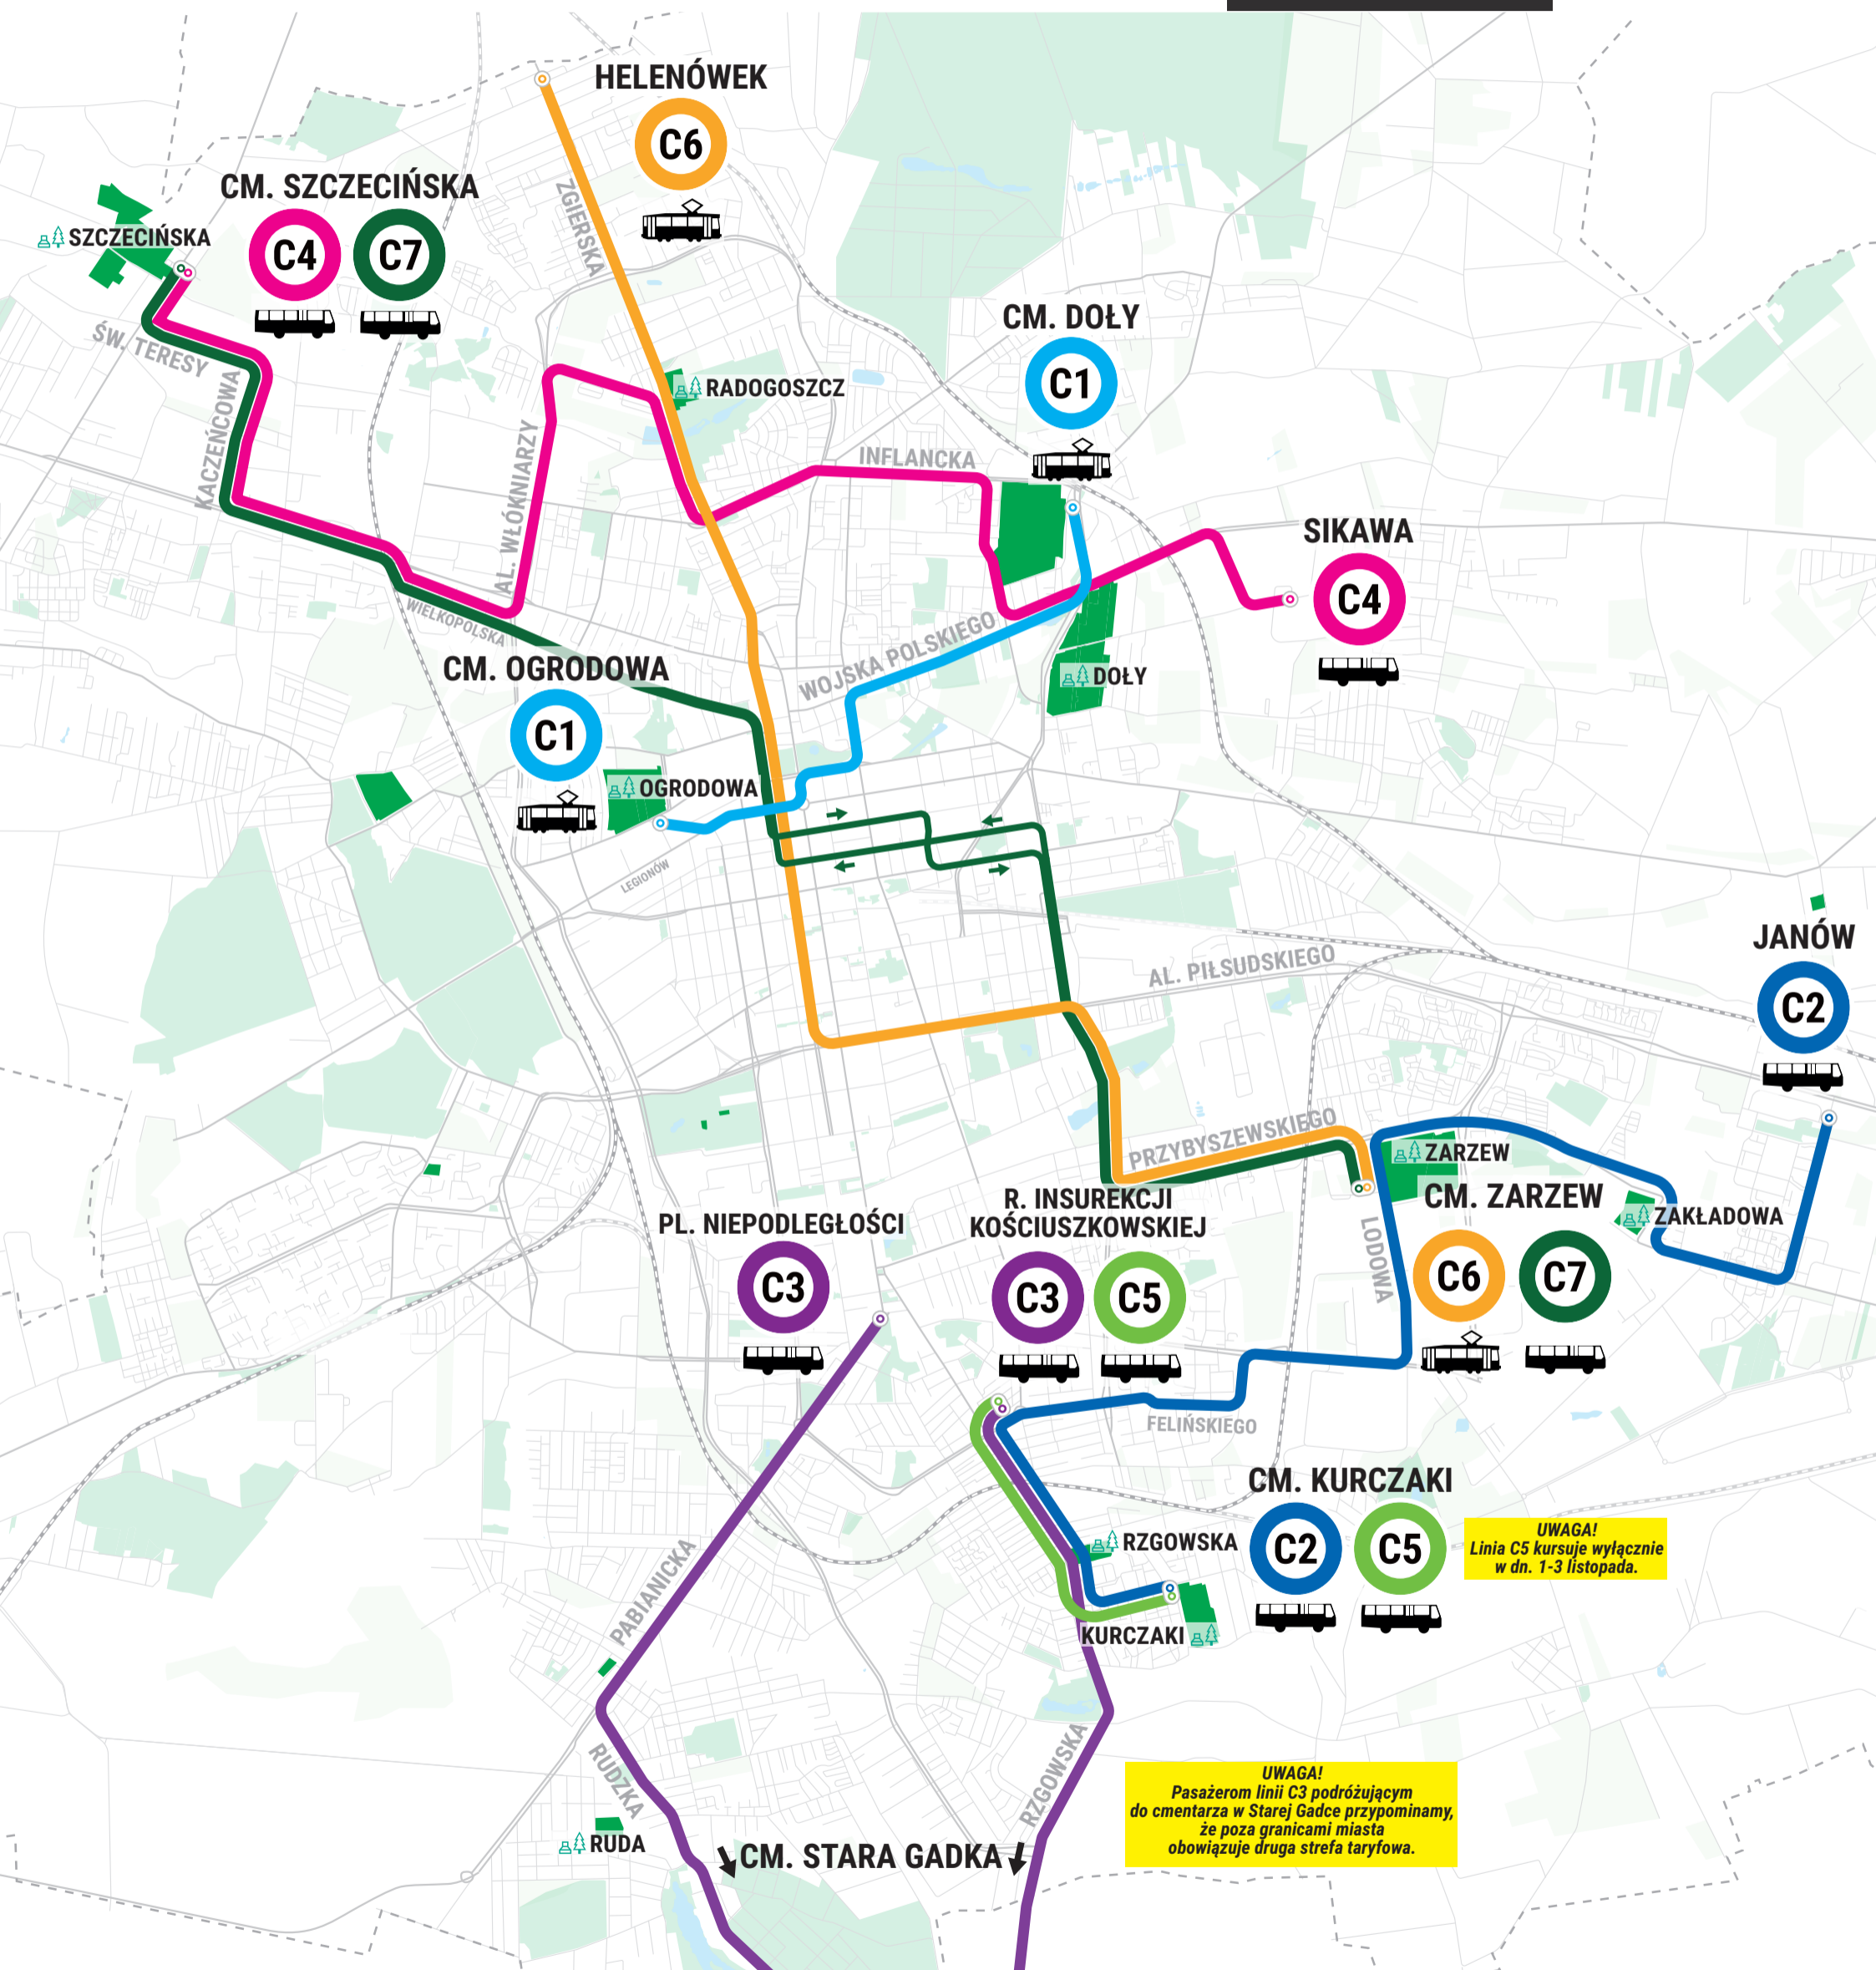 HELENÓWEK
C6
ZGIERSKA
CM. SZCZECIŃSKA
C4
C7
SZCZECIŃSKA
ŚW. TERESY
KACZEŃCOWA
AL. WŁÓKNIARZY
RADOGOSZCZ
INFLANCKA
CM. DOŁY
C1
SIKAWA
C4
WIELKOPOLSKA
WOJSKA POLSKIEGO
DOŁY
CM. OGRODOWA
C1
OGRODOWA
LEGIONÓW
JANÓW
C2
AL. PIŁSUDSKIEGO
PRZYBYSZEWSKIEGO
ZARZEW
CM. ZARZEW
C6
C7
ZAKŁADOWA
LODOWA
PL. NIEPODLEGŁOŚCI
C3
R. INSUREKCJI
KOŚCIUSZKOWSKIEJ
C3
C5
FELIŃSKIEGO
CM. KURCZAKI
C2
C5
UWAGA!
Linia C5 kursuje wyłącznie
w dn. 1-3 listopada.
RZGOWSKA
KURCZAKI
PABIANICKA
RUDZKA
RZGOWSKA
RUDA
CM. STARA GADKA
UWAGA!
Pasażerom linii C3 podróżującym
do cmentarza w Starej Gadce przypominamy,
że poza granicami miasta
obowiązuje druga strefa taryfowa.